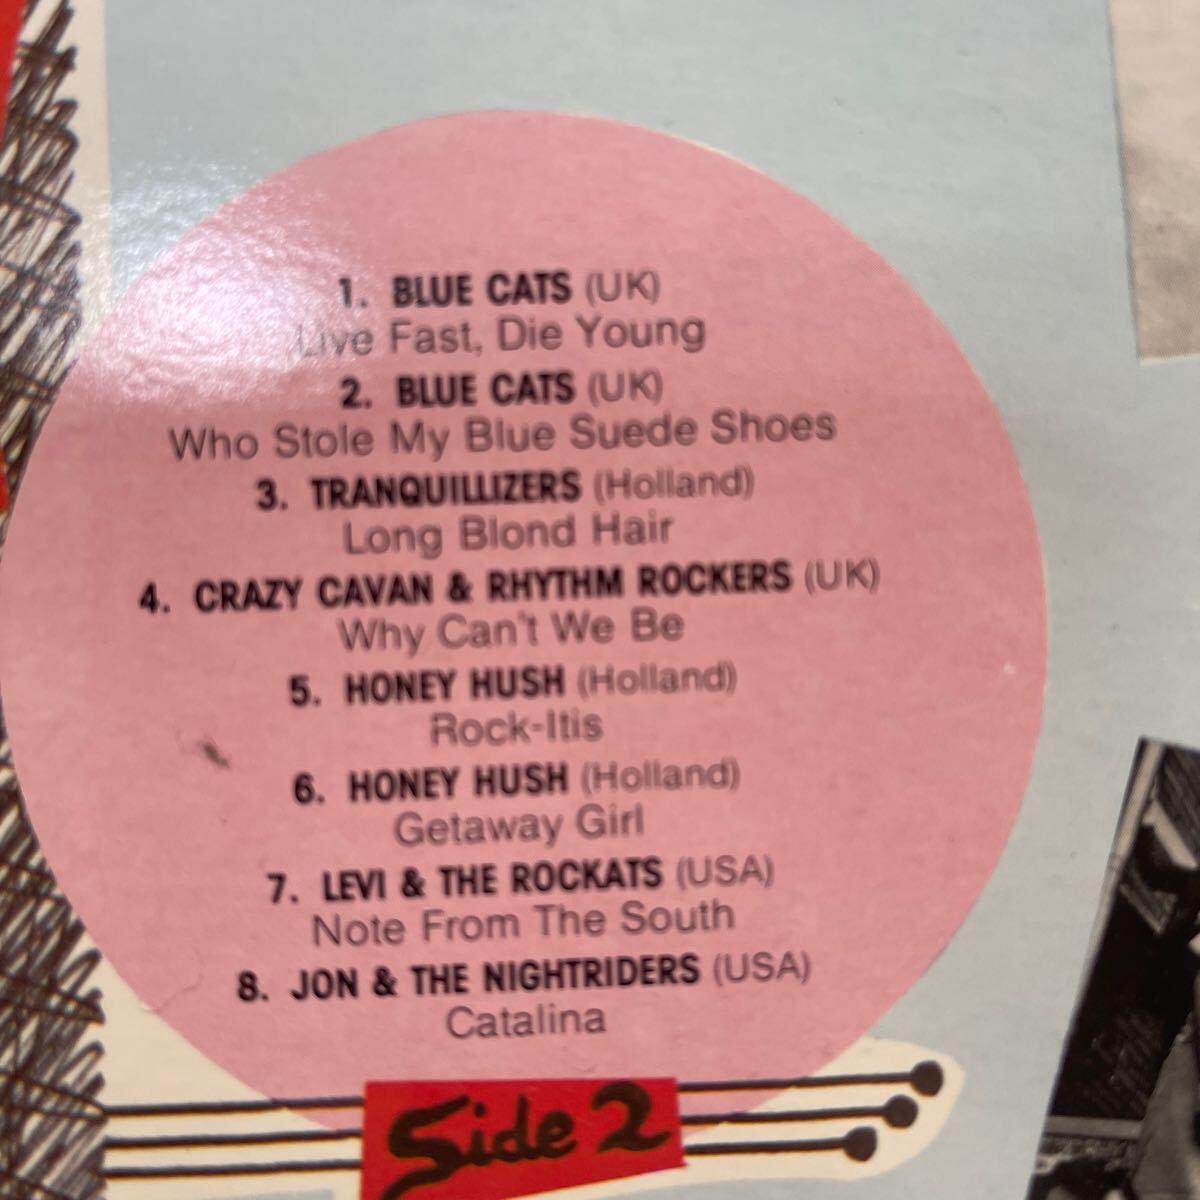 1. BLUE CATS (UK)
Live Fast, Die Young
2. BLUE CATS (UK)
Who Stole My Blue Suede Shoes
3. TRANQUILLIZERS (Holland)
Long Blond Hair
4. CRAZY CAVAN & RHYTHM ROCKERS (UK)
Why Can't We Be
5. HONEY HUSH (Holland)
Rock-Itis
6. HONEY HUSH (Holland)
Getaway Girl
7. LEVI & THE ROCKATS (USA)
Note From The South
8. JON & THE NIGHTRIDERS (USA)
Catalina
Side 2